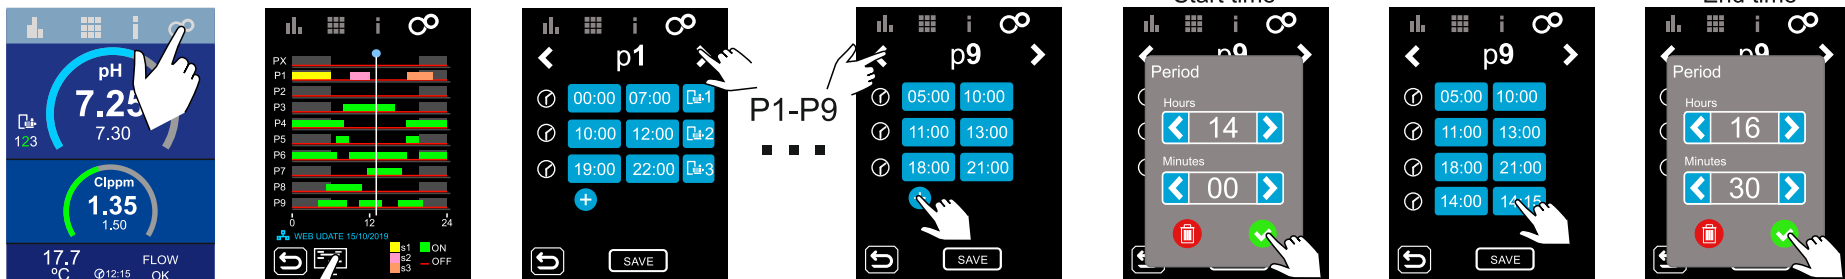 Start time
End time
pH
7.25
7.30
123
Clppm
1.35
1.50
17.7
ºC
12:15
FLOW
OK
PX
P1
P2
P3
P4
P5
P6
P7
P8
P9
0
12
24
WEB UDATE 15/10/2019
s1
s2
s3
ON
OFF
p1
00:00 07:00 1
10:00 12:00 2
19:00 22:00 3
+
SAVE
P1-P9
p9
05:00 10:00
11:00 13:00
18:00 21:00
SAVE
p9
Period
Hours
14
Minutes
00
p9
05:00 10:00
11:00 13:00
18:00 21:00
14:00 14:15
SAVE
p9
Period
Hours
16
Minutes
30